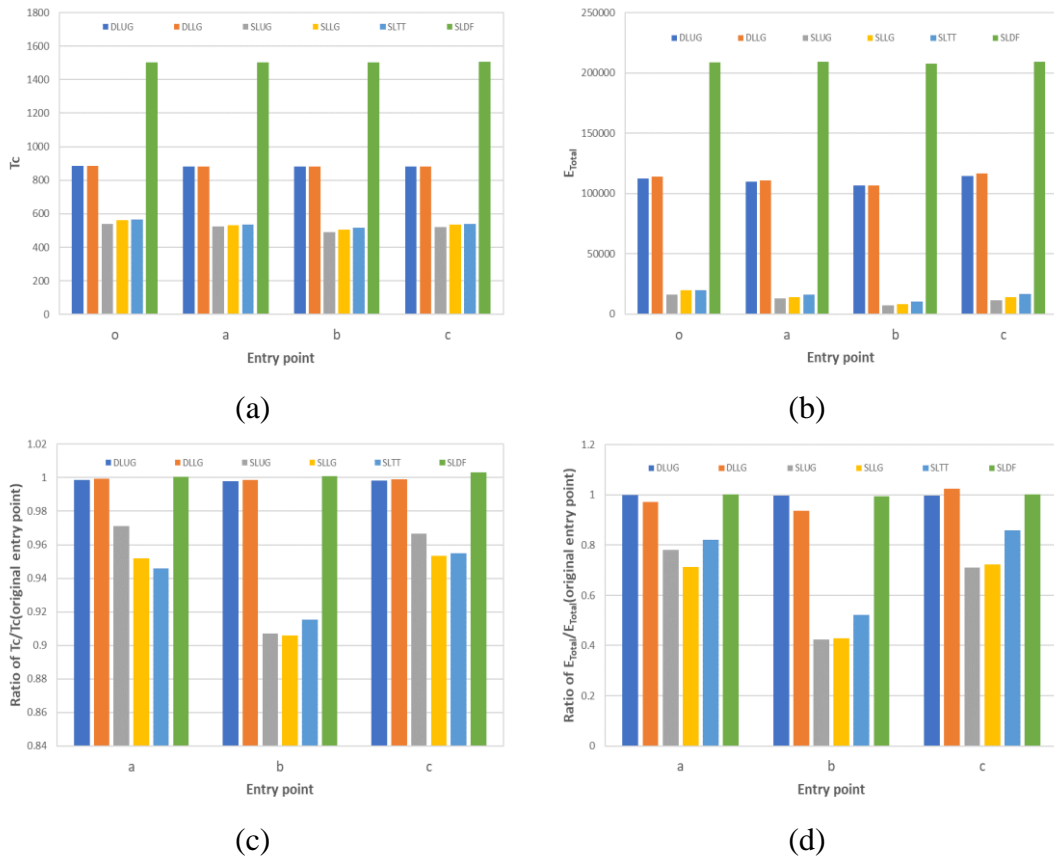 1800
DLUG DLLG SLUG SLLG SLTT SLDF
1600
1400
1200
1000
800
600
400
200
0
Tc
o a b c
Entry point
(a)
250000
DLUG DLLG SLUG SLLG SLTT SLDF
200000
150000
100000
50000
0
E_Total
o a b c
Entry point
(b)
1.02
DLUG DLLG SLUG SLLG SLTT SLDF
1
0.98
0.96
0.94
0.92
0.9
0.88
0.86
0.84
Ratio of Tc/Tc(original entry point)
a b c
Entry point
(c)
1.2
DLUG DLLG SLUG SLLG SLTT SLDF
1
0.8
0.6
0.4
0.2
0
Ratio of E_Total/E_Total(original entry point)
a b c
Entry point
(d)